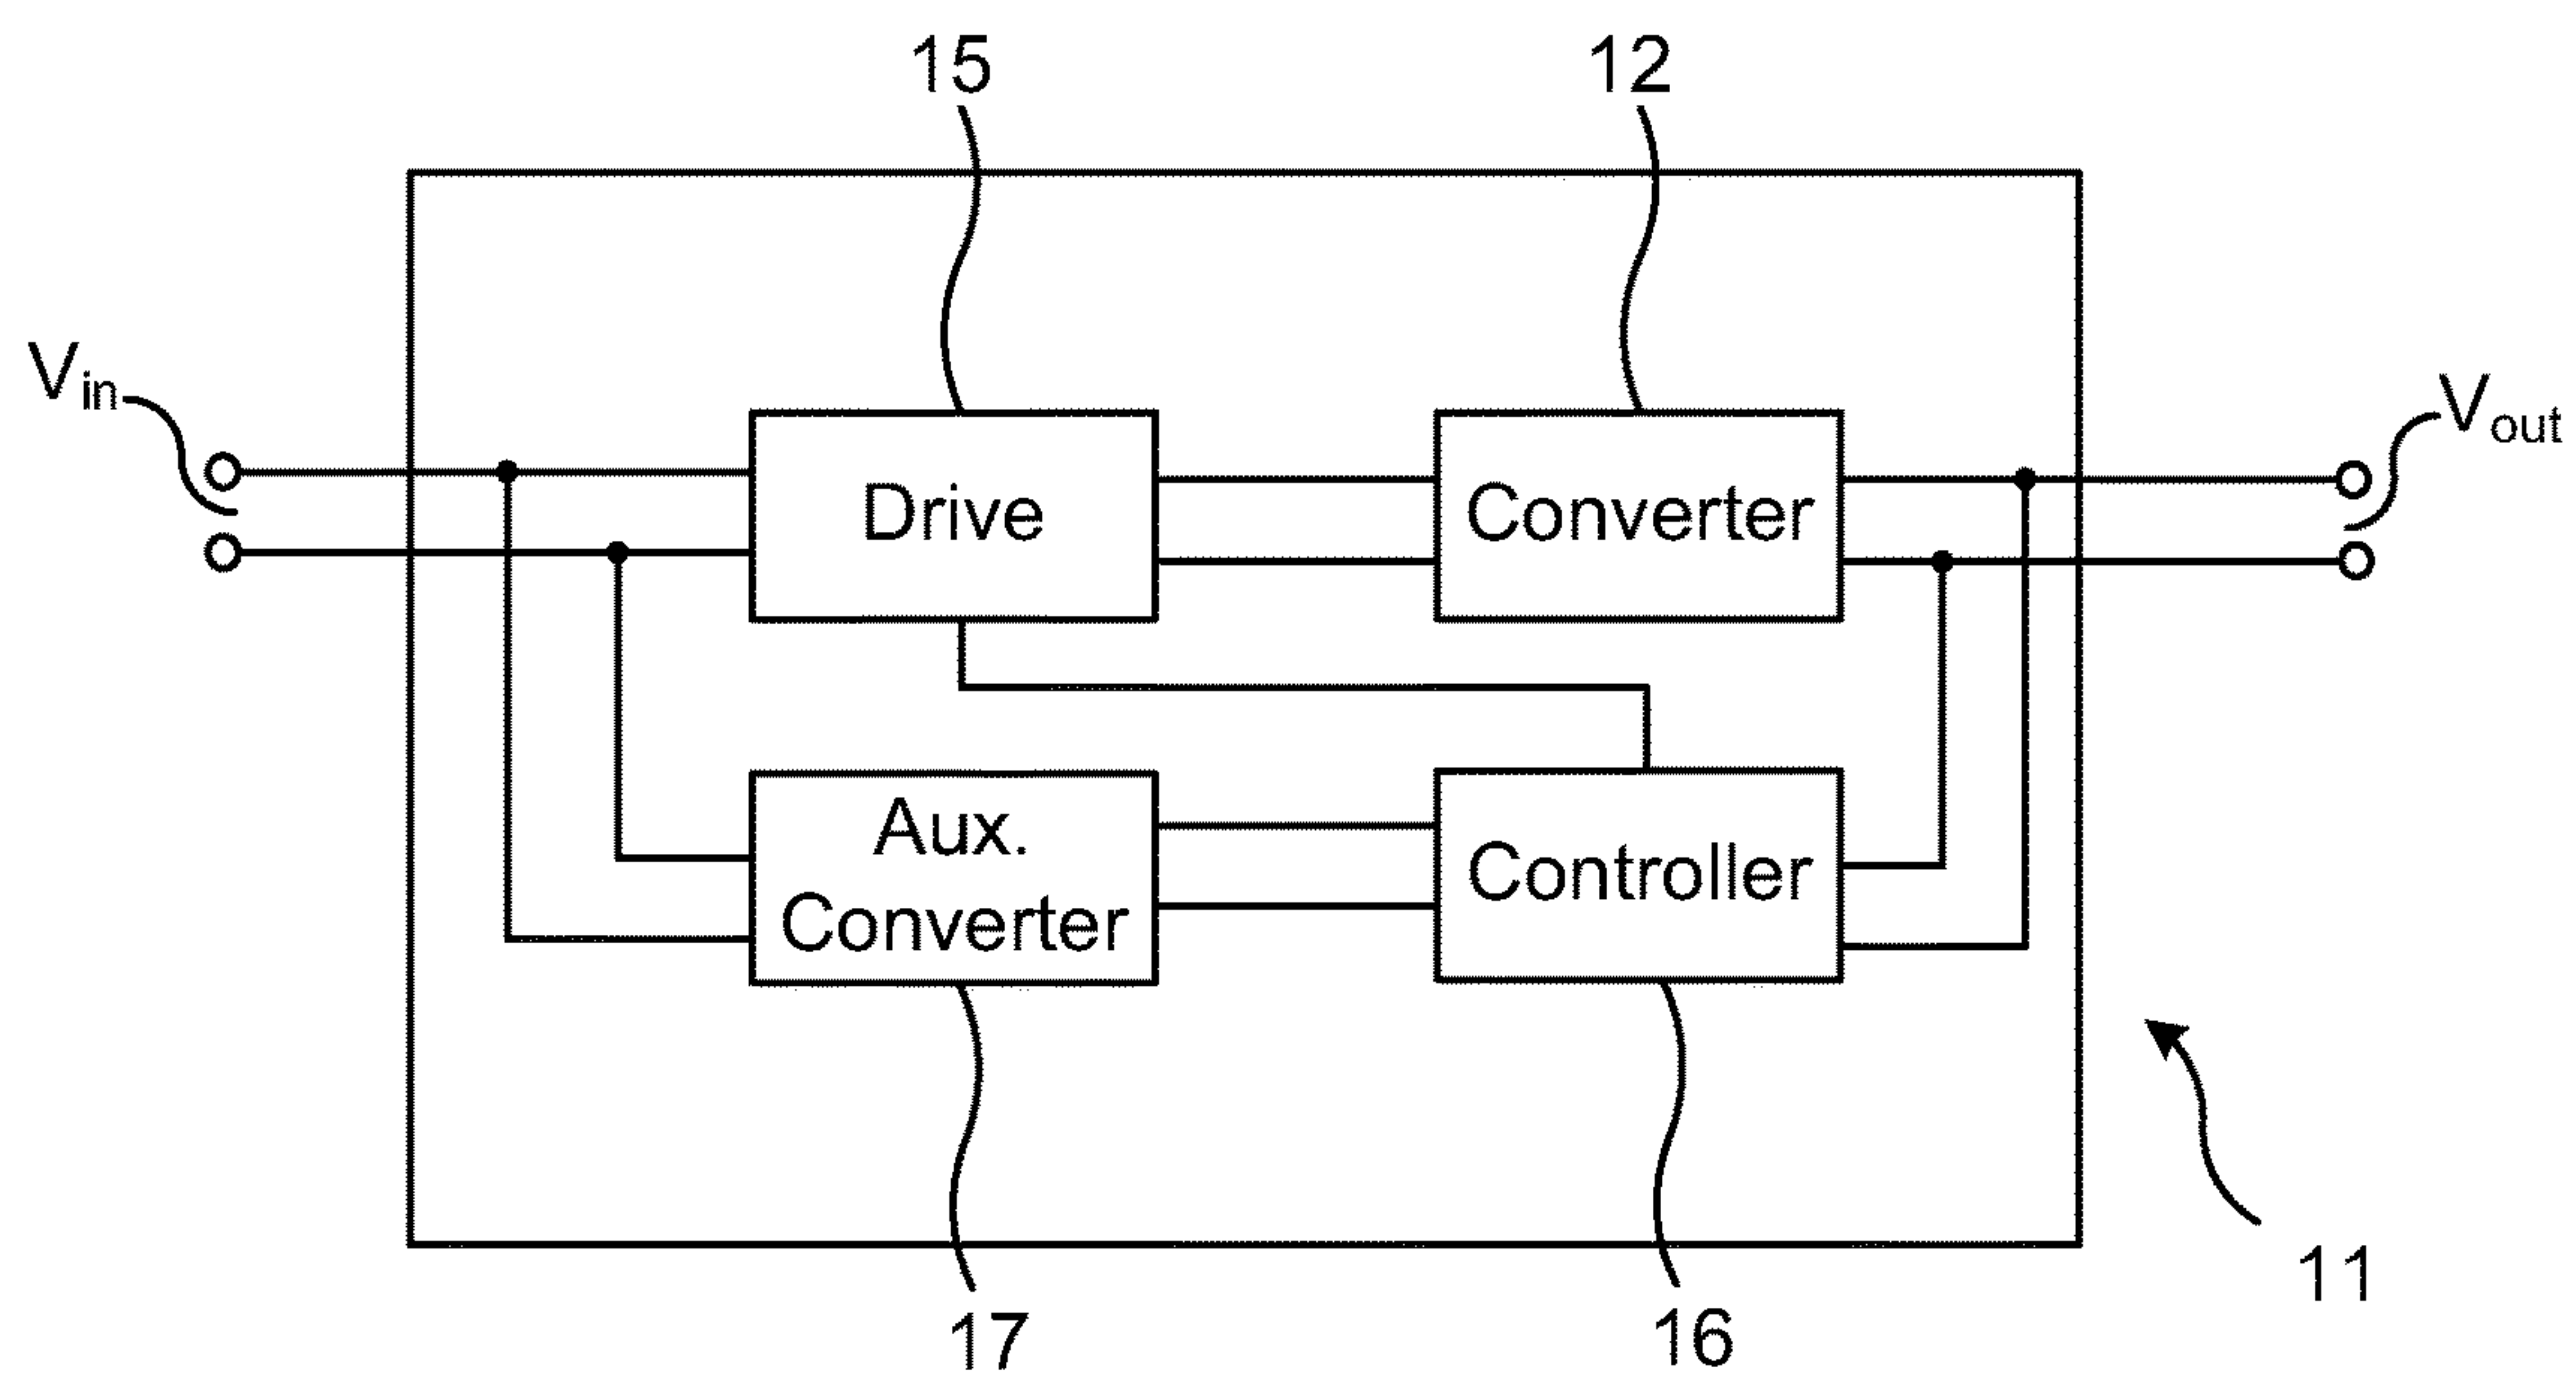 15
12
Vin
Vout
Drive
Converter
Aux.
Converter
Controller
11
17
16